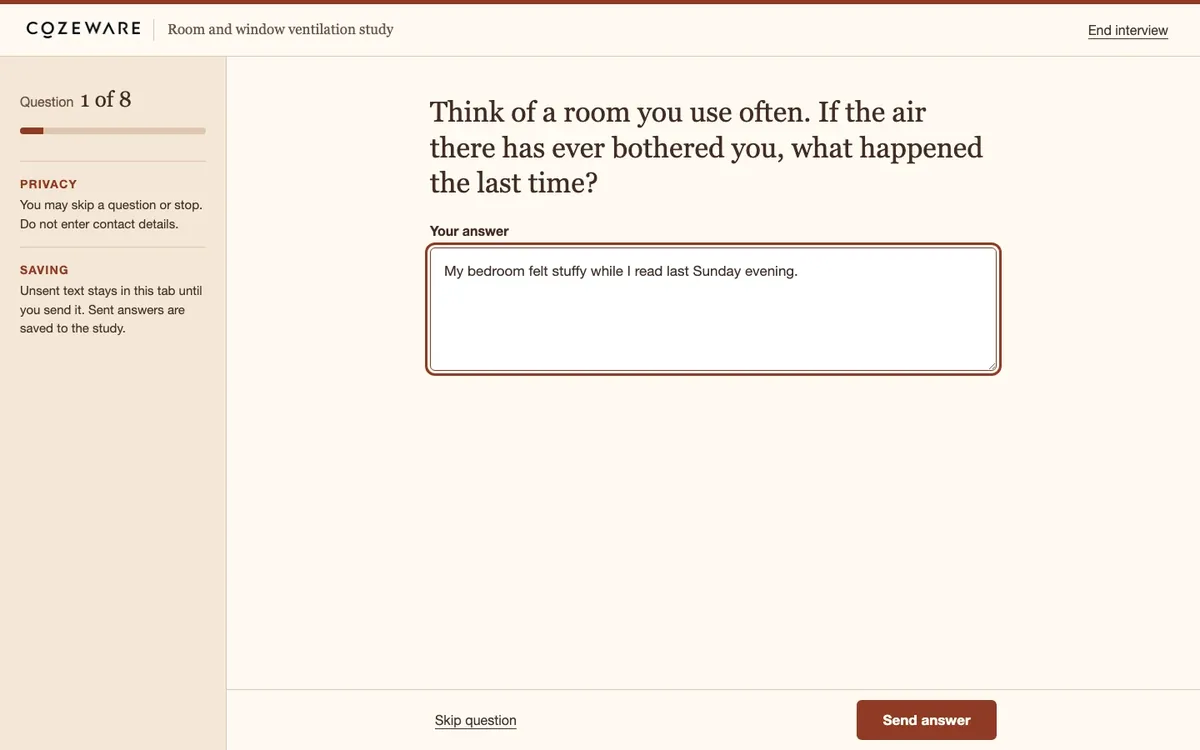 COZEWARE
Room and window ventilation study
End interview
Question 1 of 8
PRIVACY
You may skip a question or stop.
Do not enter contact details.
SAVING
Unsent text stays in this tab until
you send it. Sent answers are
saved to the study.
Think of a room you use often. If the air
there has ever bothered you, what happened
the last time?
Your answer
My bedroom felt stuffy while I read last Sunday evening.
Skip question
Send answer